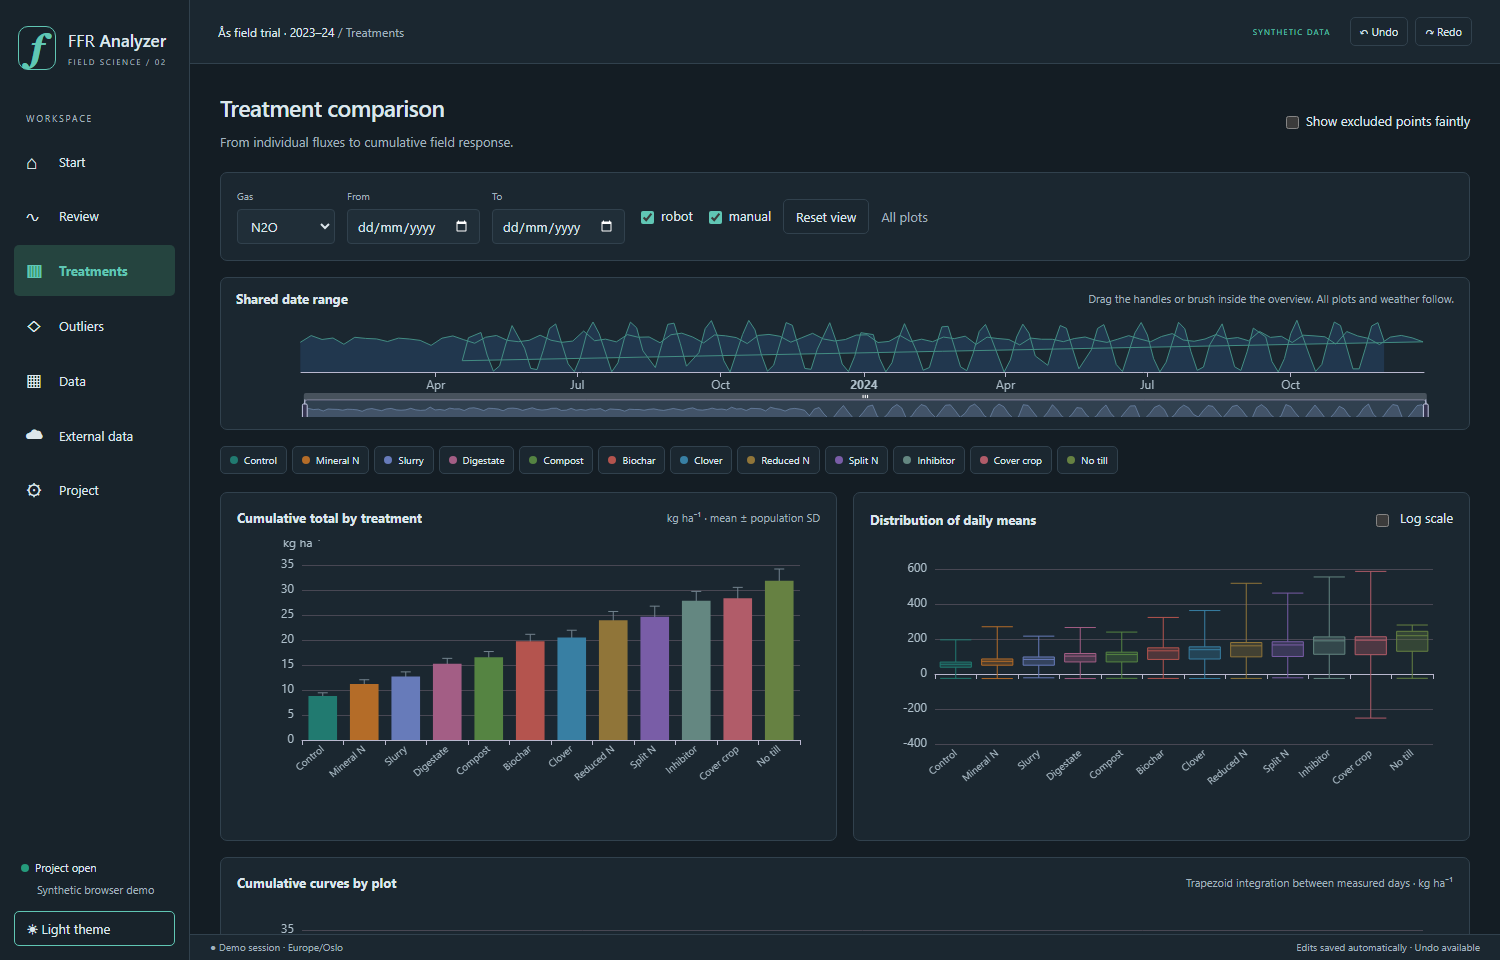 FFR Analyzer
FIELD SCIENCE / 02
WORKSPACE
Start
Review
Treatments
Outliers
Data
External data
Project
Project open
Synthetic browser demo
☀ Light theme
Ås field trial · 2023–24 / Treatments
SYNTHETIC DATA
↶ Undo
↷ Redo
Treatment comparison
From individual fluxes to cumulative field response.
Show excluded points faintly
Gas
From
To
N2O
dd/mm/yyyy
dd/mm/yyyy
robot
manual
Reset view
All plots
Shared date range
Drag the handles or brush inside the overview. All plots and weather follow.
Apr
Jul
Oct
2024
Apr
Jul
Oct
Control
Mineral N
Slurry
Digestate
Compost
Biochar
Clover
Reduced N
Split N
Inhibitor
Cover crop
No till
Cumulative total by treatment
kg ha⁻¹ · mean ± population SD
kg ha
35
30
25
20
15
10
5
0
Control
Mineral N
Slurry
Digestate
Compost
Biochar
Clover
Reduced N
Split N
Inhibitor
Cover crop
No till
Distribution of daily means
Log scale
600
400
200
0
-200
-400
Control
Mineral N
Slurry
Digestate
Compost
Biochar
Clover
Reduced N
Split N
Inhibitor
Cover crop
No till
Cumulative curves by plot
Trapezoid integration between measured days · kg ha⁻¹
35
● Demo session · Europe/Oslo
Edits saved automatically · Undo available